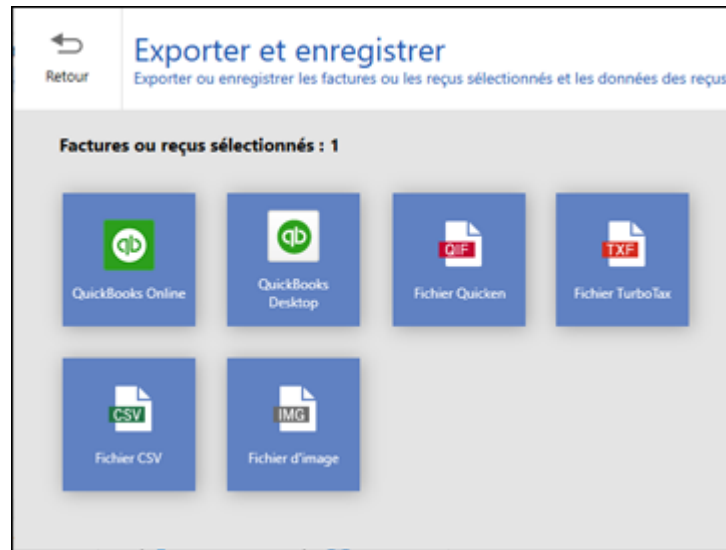 Retour
Exporter et enregistrer
Exporter ou enregistrer les factures ou les reçus sélectionnés et les données des reçus
Factures ou reçus sélectionnés : 1
qb
QuickBooks Online
qb
QuickBooks
Desktop
QIF
Fichier Quicken
TXF
Fichier TurboTax
CSV
Fichier CSV
IMG
Fichier d'image